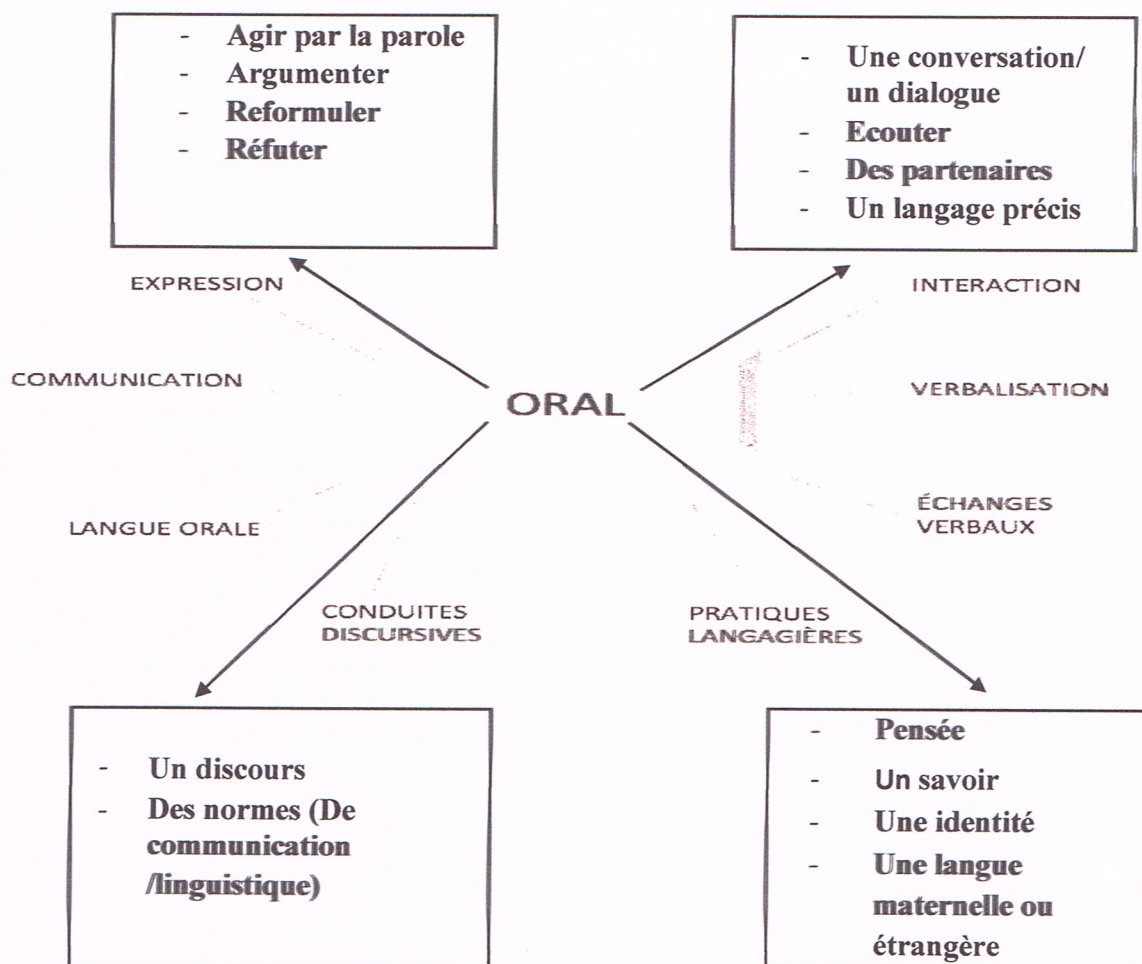 - Agir par la parole
- Argumenter
- Reformuler
- Réfuter
- Une conversation/
un dialogue
- Ecouter
- Des partenaires
- Un langage précis
EXPRESSION
INTERACTION
COMMUNICATION
ORAL
VERBALISATION
LANGUE ORALE
ÉCHANGES
VERBAUX
CONDUITES
DISCURSIVES
PRATIQUES
LANGAGIÈRES
- Un discours
- Des normes (De
communication
/linguistique)
- Pensée
- Un savoir
- Une identité
- Une langue
maternelle ou
étrangère